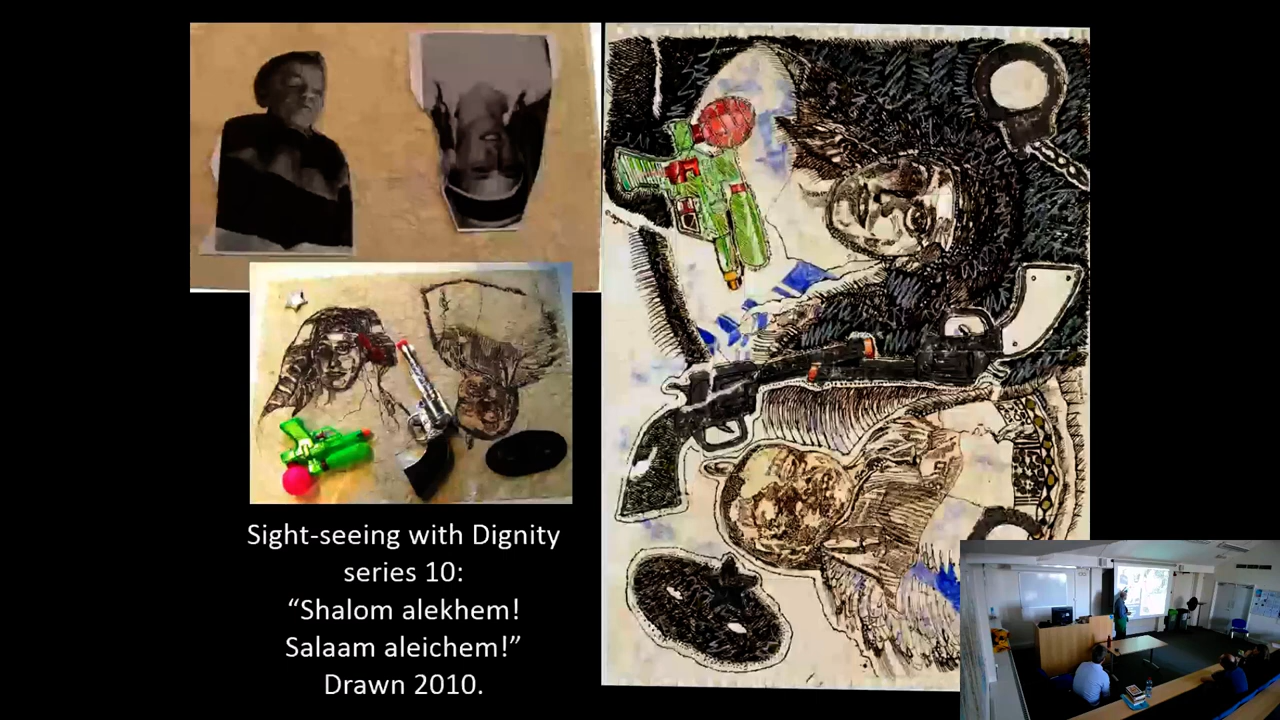 Sight-seeing with Dignity
series 10:
“Shalom alekhem!
Salaam aleichem!”
Drawn 2010.